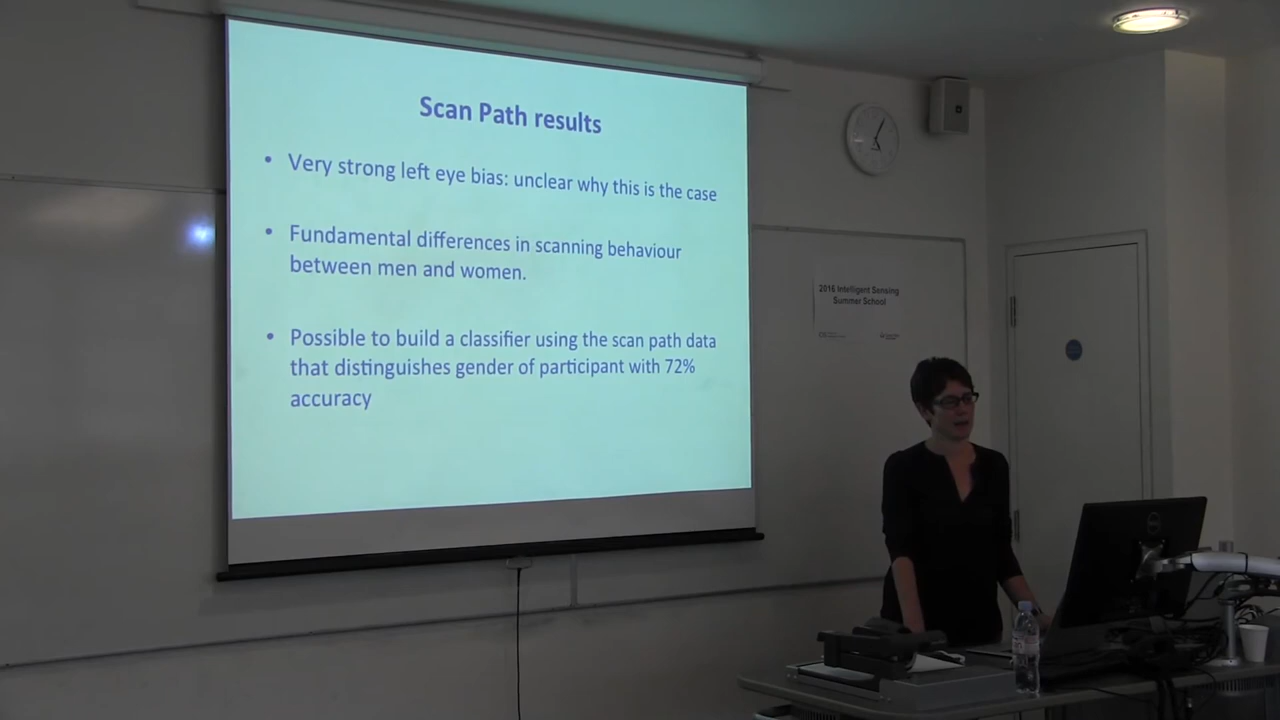 Scan Path results
• Very strong left eye bias: unclear why this is the case
• Fundamental differences in scanning behaviour
between men and women.
• Possible to build a classifier using the scan path data
that distinguishes gender of participant with 72%
accuracy
2016 Intelligent Sensing
Summer School